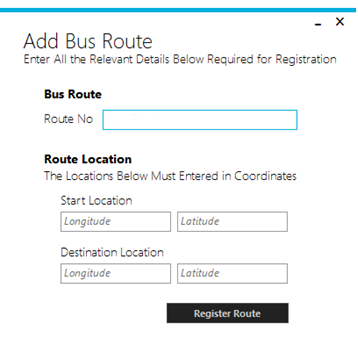 Add Bus Route
Enter All the Relevant Details Below Required for Registration
Bus Route
Route No
Route Location
The Locations Below Must Entered in Coordinates
Start Location
Longitude Latitude
Destination Location
Longitude Latitude
Register Route